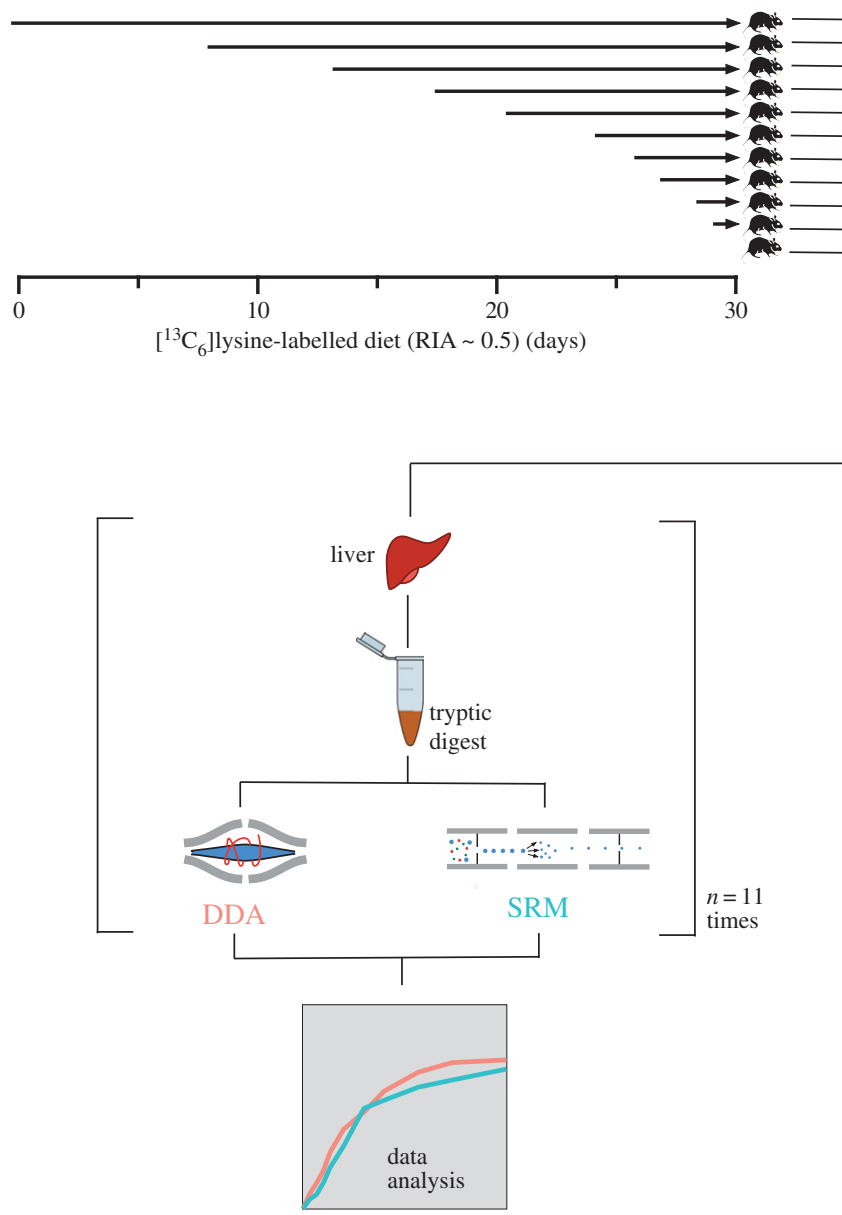 0 10 20 30
[¹³C₆]lysine-labelled diet (RIA ~ 0.5) (days)
liver
tryptic
digest
DDA
SRM
n = 11
times
data
analysis